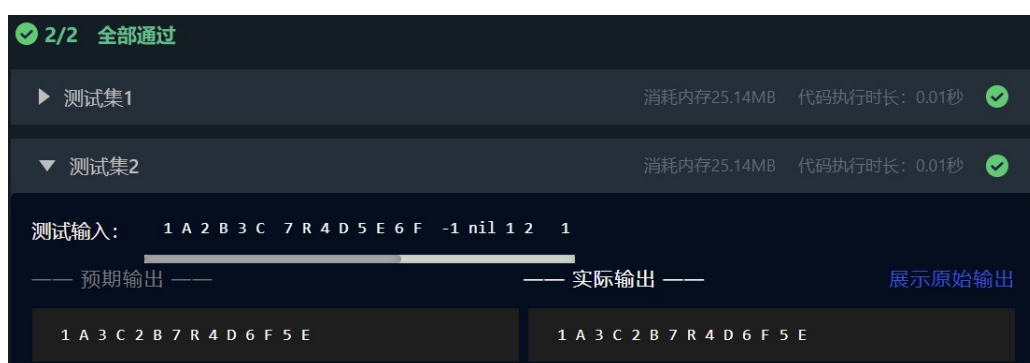 2/2 全部通过
测试集1 消耗内存25.14MB 代码执行时长：0.01秒
测试集2 消耗内存25.14MB 代码执行时长：0.01秒
测试输入： 1 A 2 B 3 C 7 R 4 D 5 E 6 F -1 nil 1 2 1
—— 预期输出 —— —— 实际输出 —— 展示原始输出
1 A 3 C 2 B 7 R 4 D 6 F 5 E 1 A 3 C 2 B 7 R 4 D 6 F 5 E